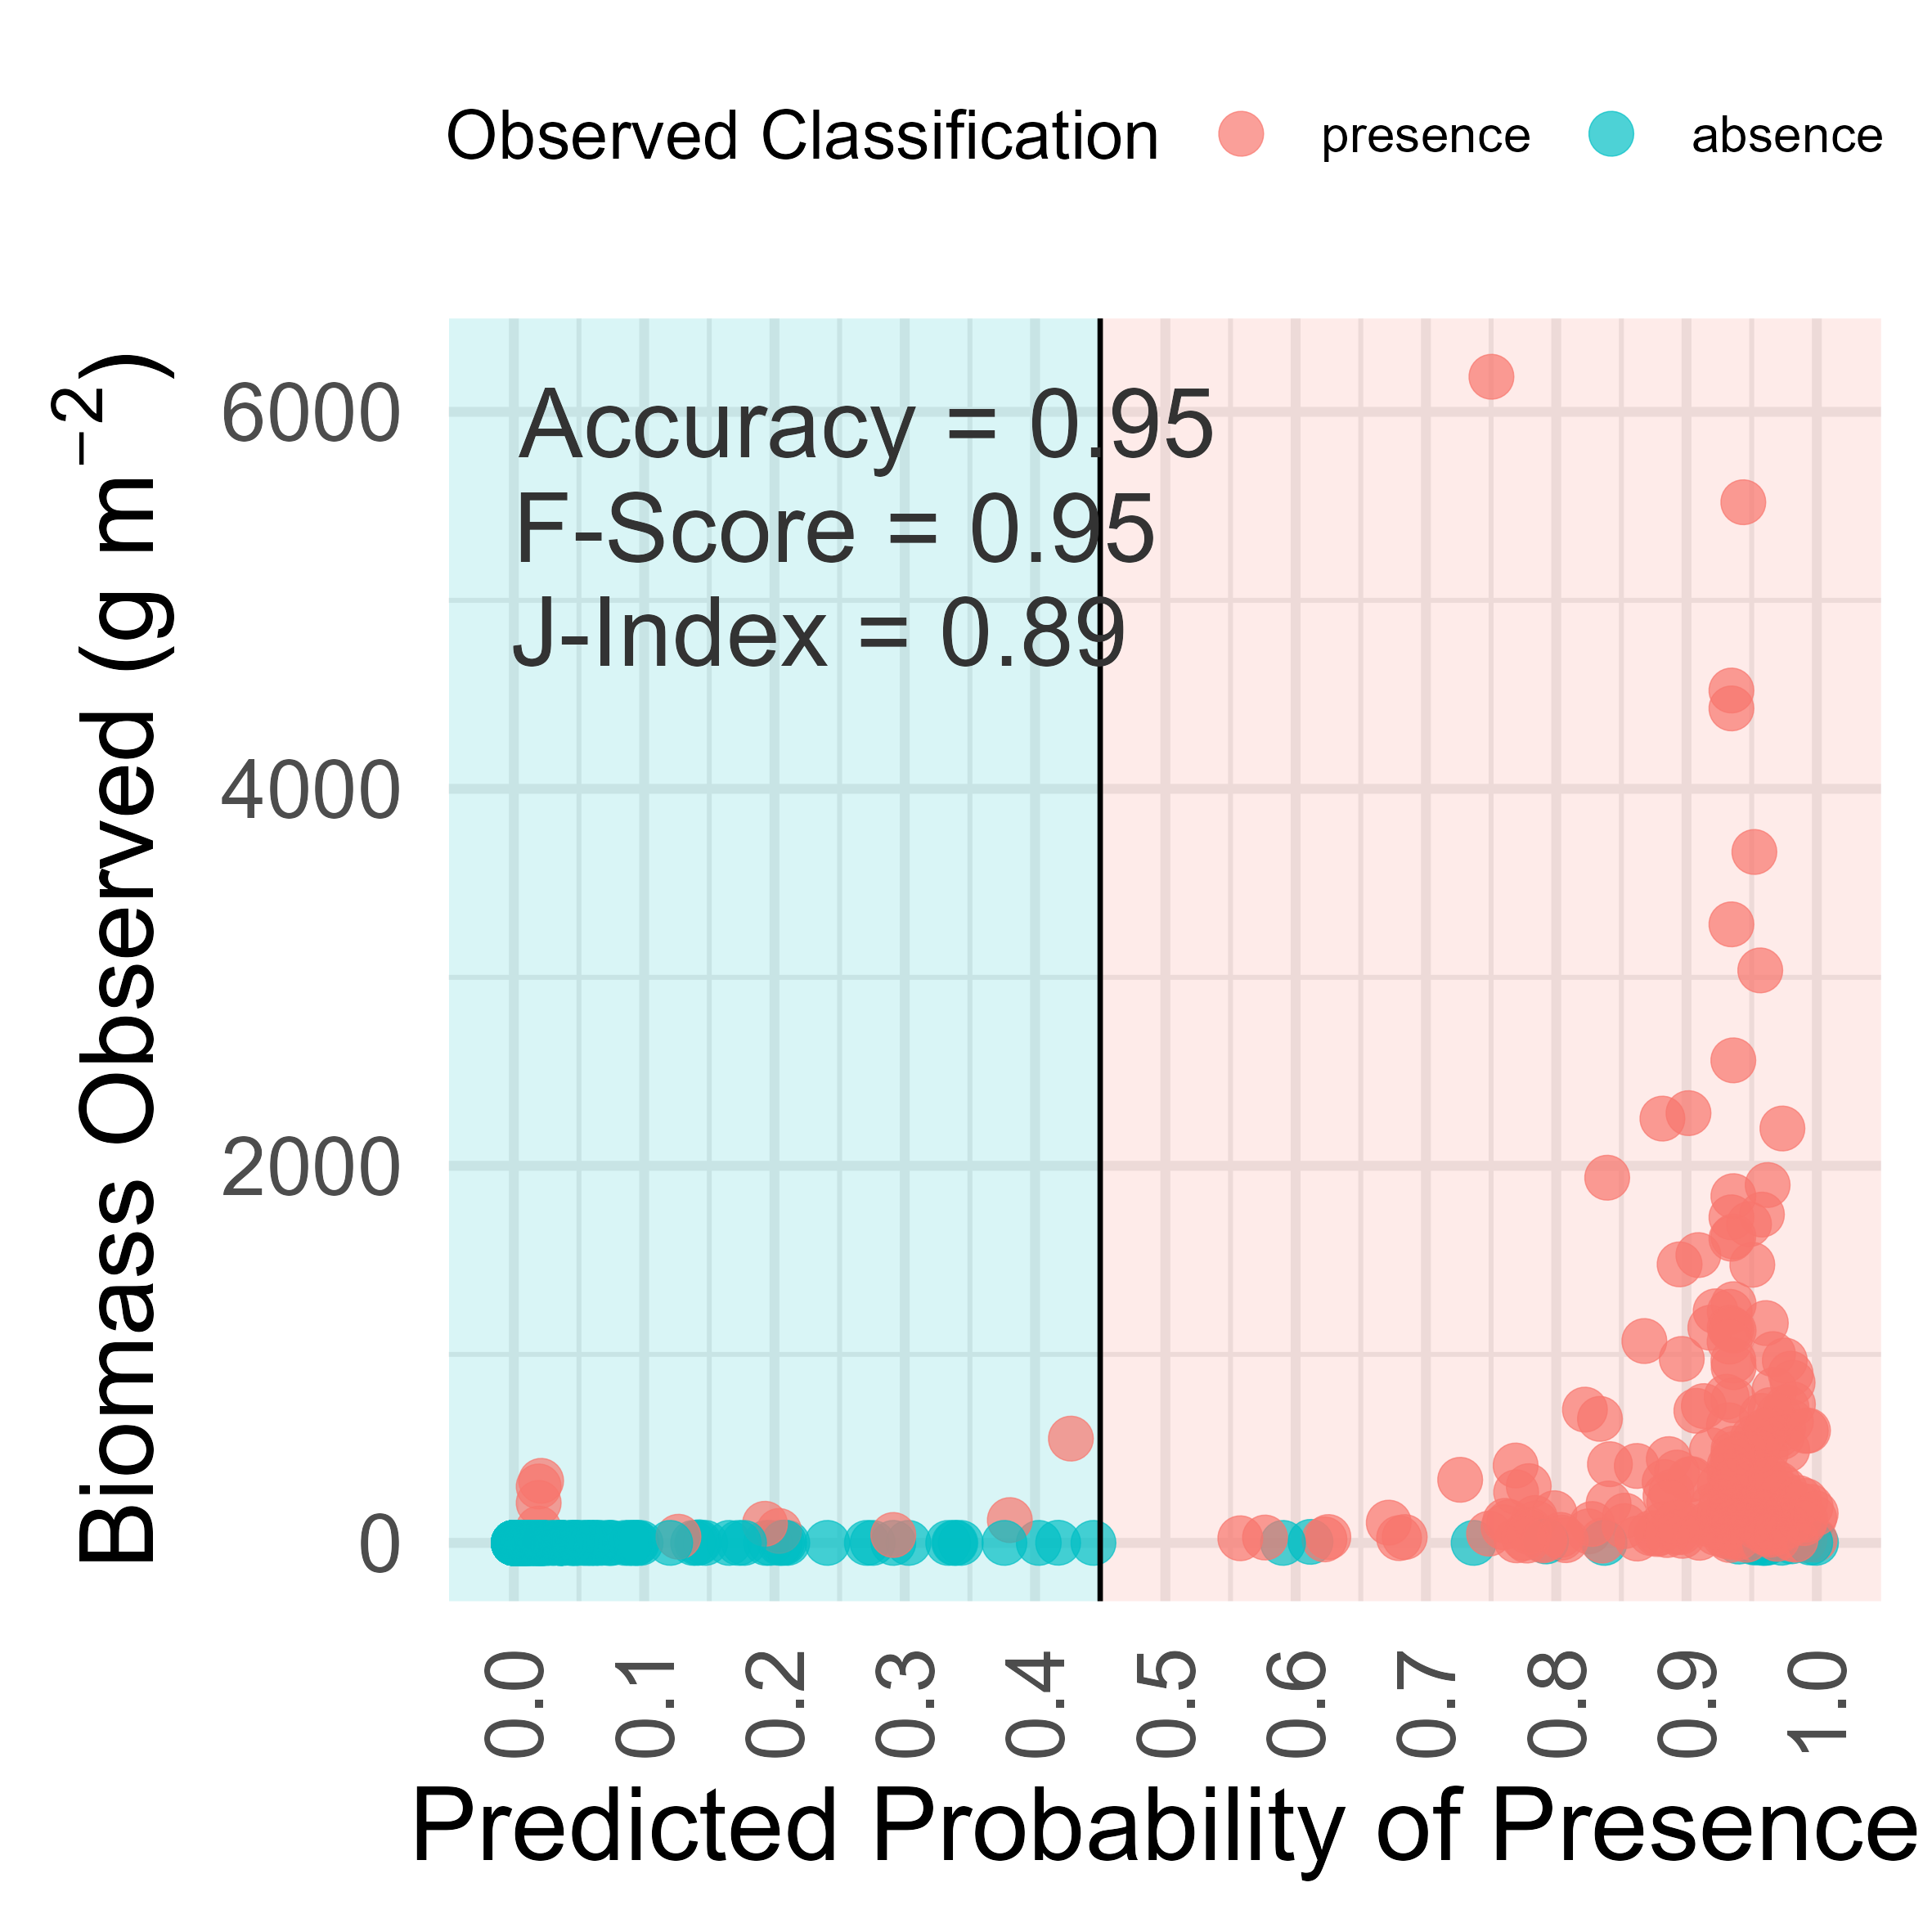 Observed Classification presence absence
Accuracy = 0.95
F-Score = 0.95
J-Index = 0.89
Biomass Observed (g m⁻²)
6000
4000
2000
0
0.0 0.1 0.2 0.3 0.4 0.5 0.6 0.7 0.8 0.9 1.0
Predicted Probability of Presence